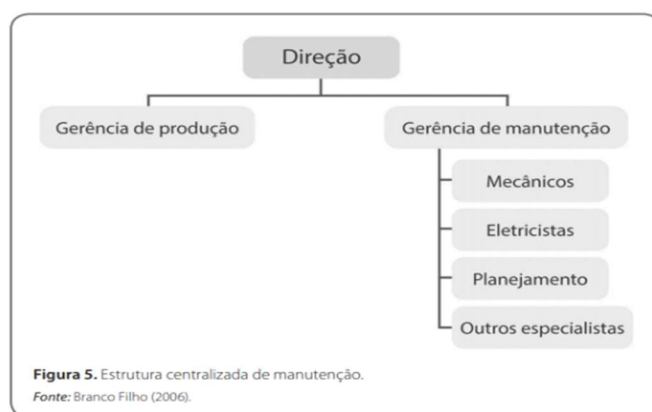 Direção
Gerência de produção
Gerência de manutenção
Mecânicos
Eletricistas
Planejamento
Outros especialistas
Figura 5. Estrutura centralizada de manutenção.
Fonte: Branco Filho (2006).